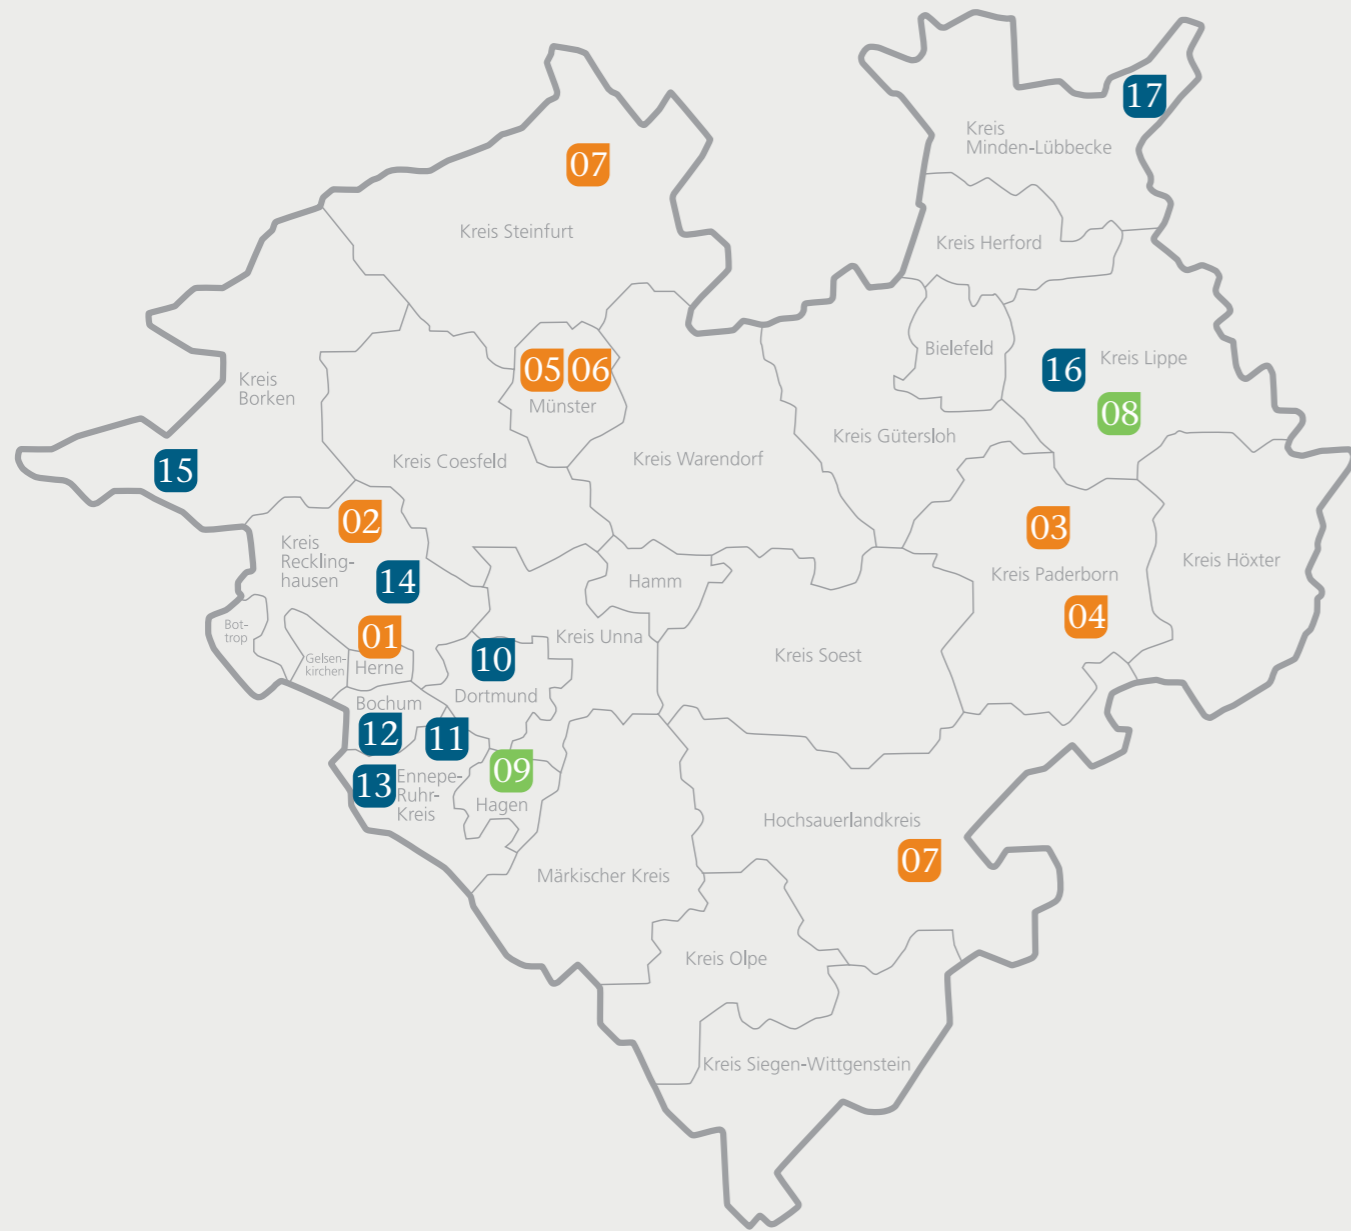 17
Kreis
Minden-Lübbecke
07
Kreis Steinfurt
Kreis Herford
Bielefeld
16
Kreis Lippe
08
05
06
Münster
Kreis
Borken
Kreis Gütersloh
Kreis Coesfeld
Kreis Warendorf
15
02
03
Kreis
Reckling-
hausen
14
Kreis Paderborn
Kreis Höxter
Hamm
04
Bot-
trop
01
Kreis Unna
Gelsen-
kirchen
Herne
10
Kreis Soest
Dortmund
Bochum
12
11
09
13
Ennepe-
Ruhr-
Kreis
Hagen
Hochsauerlandkreis
07
Märkischer Kreis
Kreis Olpe
Kreis Siegen-Wittgenstein